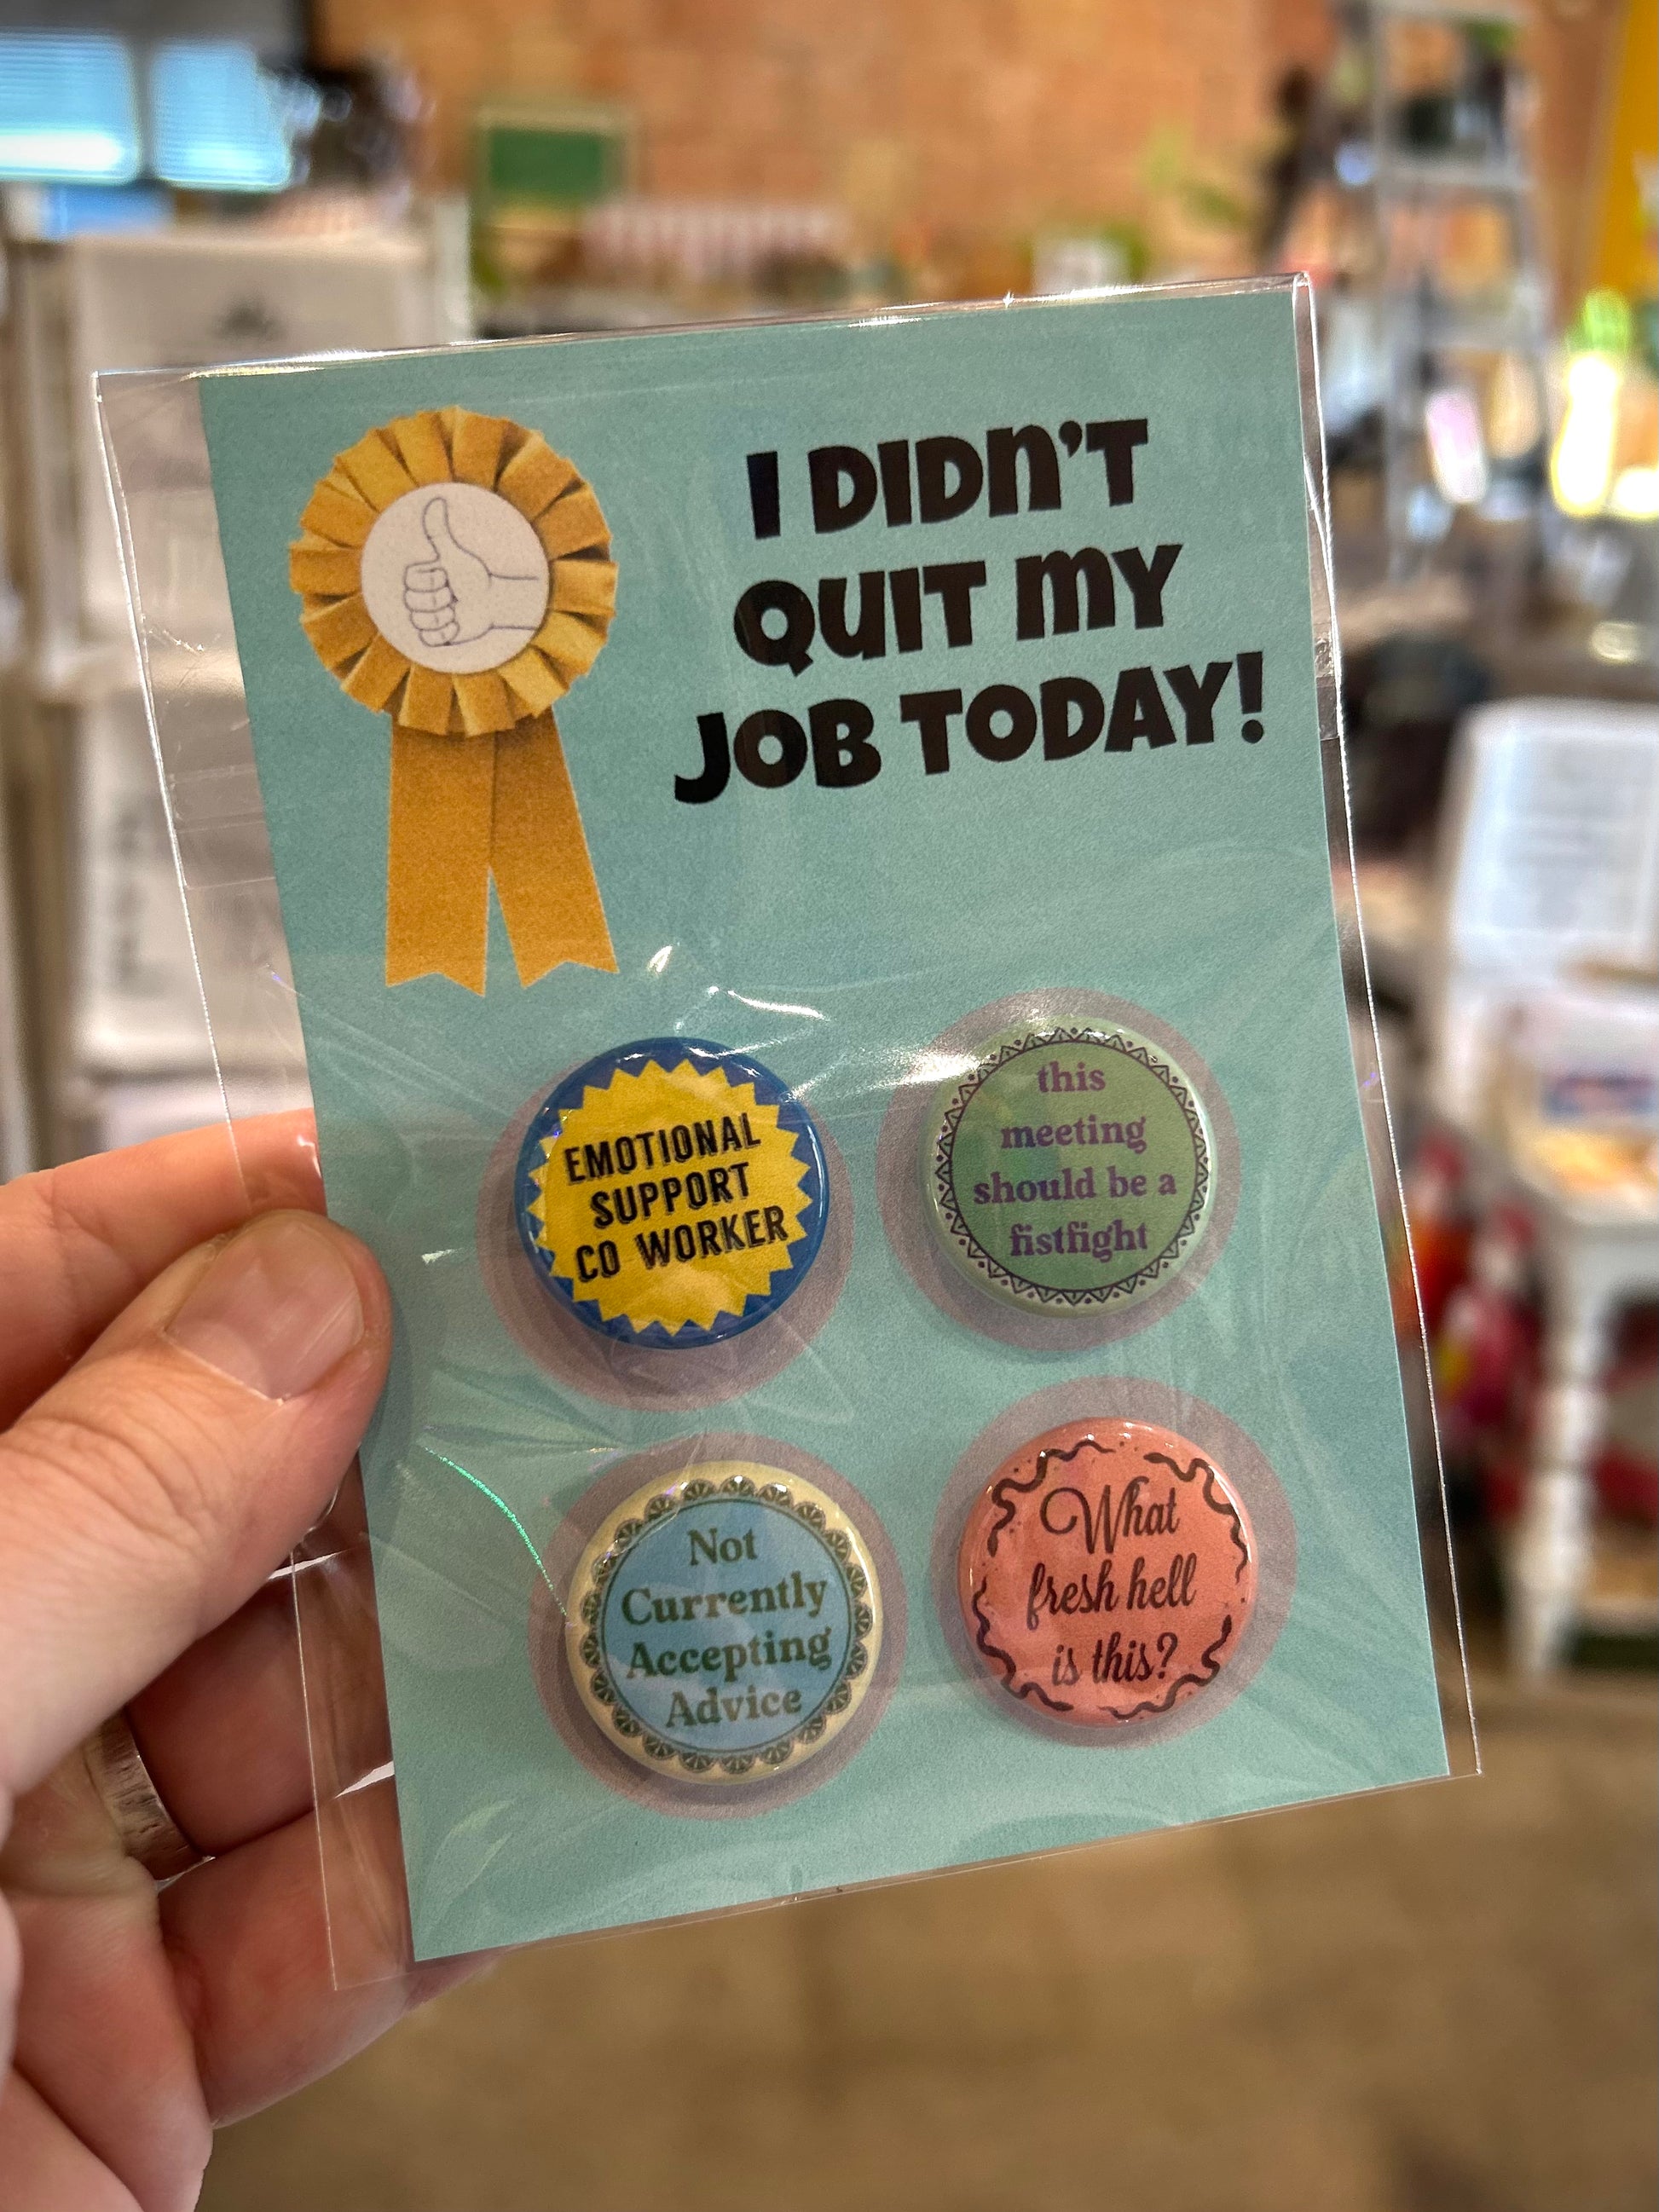 I DIDN'T
QUIT MY
JOB TODAY!
EMOTIONAL
SUPPORT
CO WORKER
this
meeting
should be a
fistfight
Not
Currently
Accepting
Advice
What
fresh hell
is this?